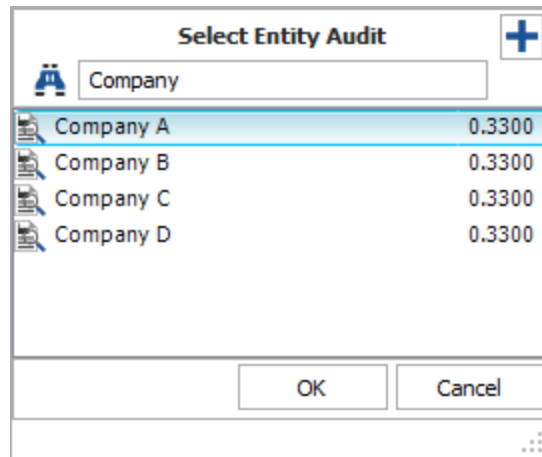 Select Entity Audit
Company
Company A 0.3300
Company B 0.3300
Company C 0.3300
Company D 0.3300
OK Cancel